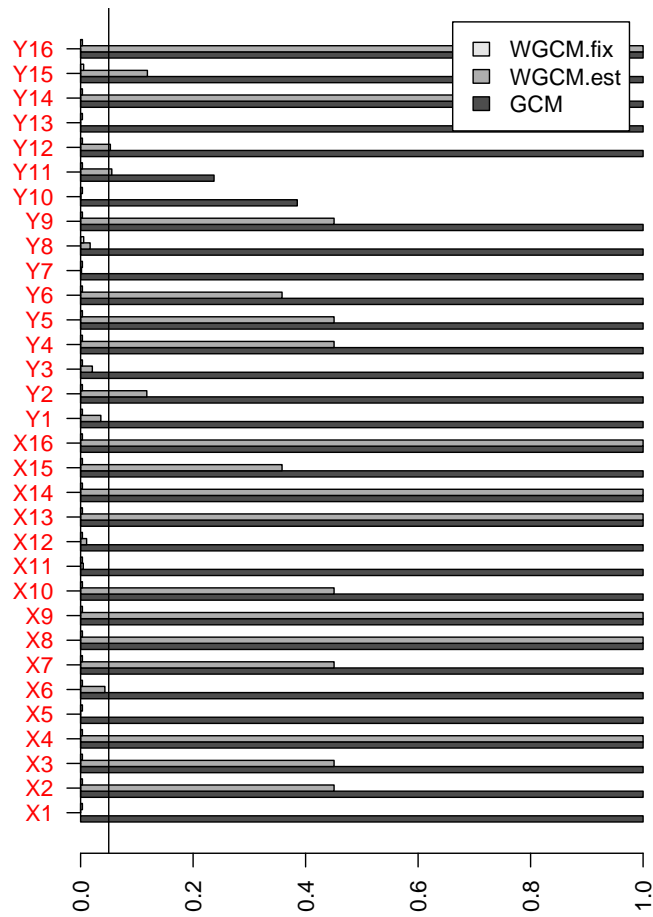 Y16
Y15
Y14
Y13
Y12
Y11
Y10
Y9
Y8
Y7
Y6
Y5
Y4
Y3
Y2
Y1
X16
X15
X14
X13
X12
X11
X10
X9
X8
X7
X6
X5
X4
X3
X2
X1
WGCM.fix
WGCM.est
GCM
0.0
0.2
0.4
0.6
0.8
1.0